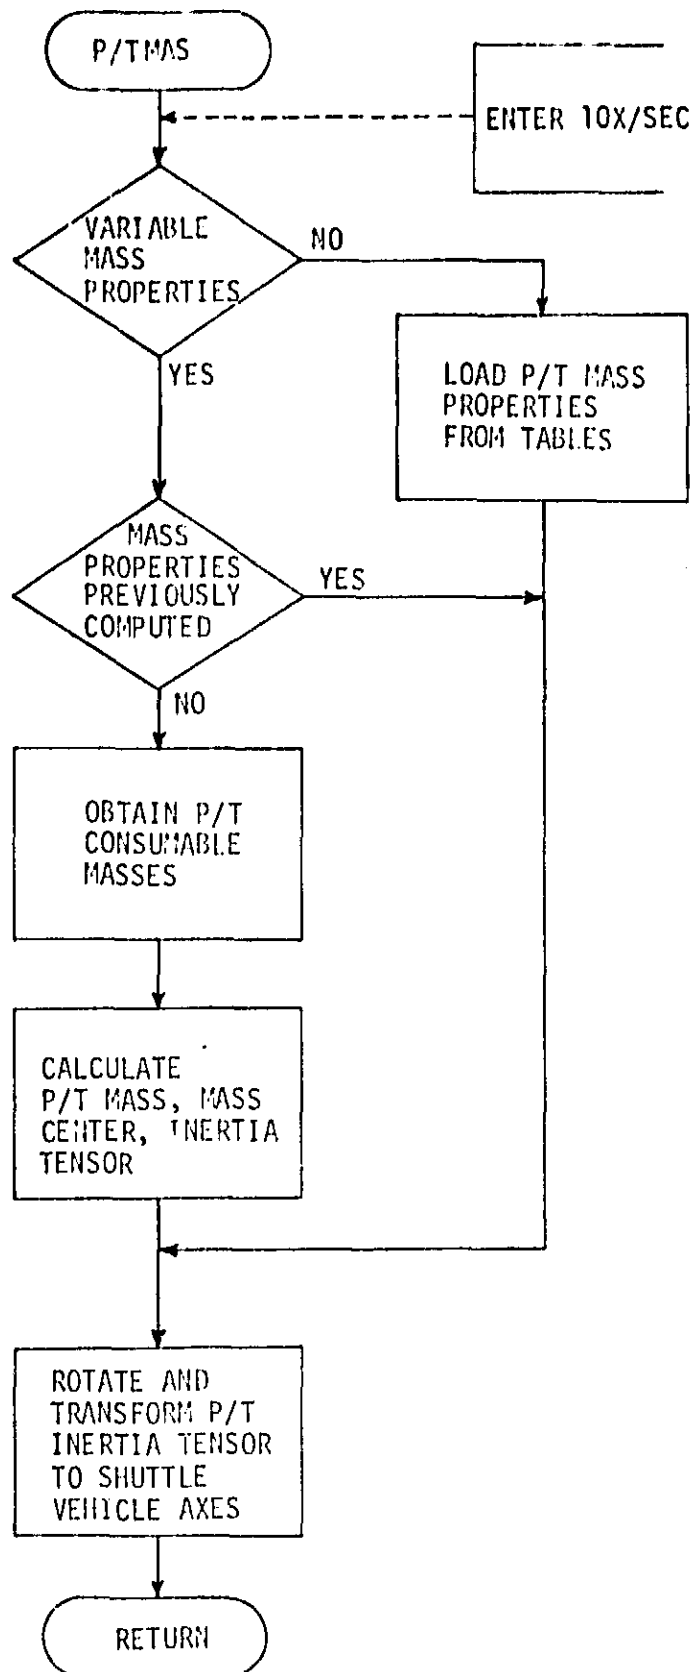 P/TMAS
ENTER 10X/SEC
VARIABLE
MASS
PROPERTIES
NO
YES
LOAD P/T MASS
PROPERTIES
FROM TABLES
MASS
PROPERTIES
PREVIOUSLY
COMPUTED
YES
NO
OBTAIN P/T
CONSUMABLE
MASSES
CALCULATE
P/T MASS, MASS
CENTER, INERTIA
TENSOR
ROTATE AND
TRANSFORM P/T
INERTIA TENSOR
TO SHUTTLE
VEHICLE AXES
RETURN